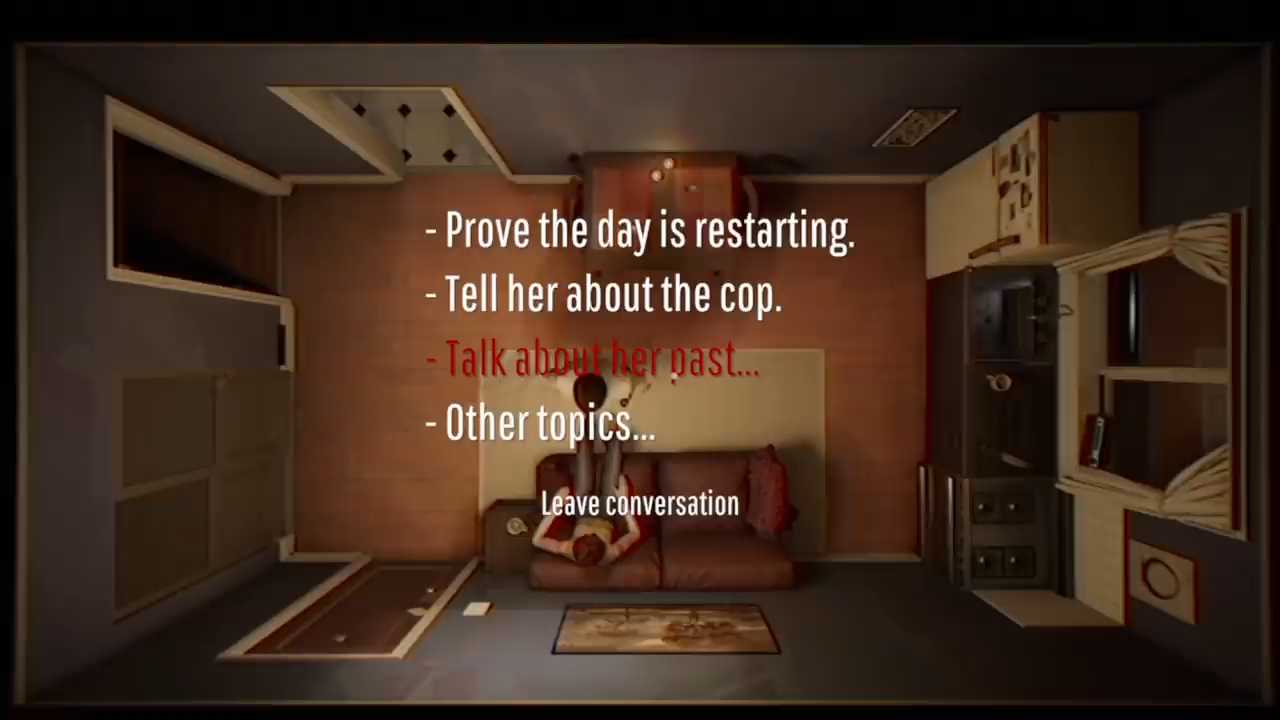 - Prove the day is restarting.
- Tell her about the cop.
- Talk about her past...
- Other topics...
Leave conversation